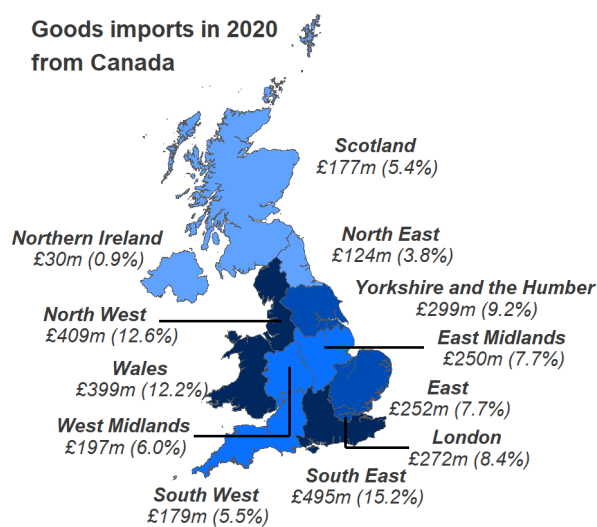 Goods imports in 2020
from Canada
Scotland
£177m (5.4%)
Northern Ireland
£30m (0.9%)
North East
£124m (3.8%)
Yorkshire and the Humber
£299m (9.2%)
North West
£409m (12.6%)
East Midlands
£250m (7.7%)
Wales
£399m (12.2%)
East
£252m (7.7%)
West Midlands
£197m (6.0%)
London
£272m (8.4%)
South East
£495m (15.2%)
South West
£179m (5.5%)